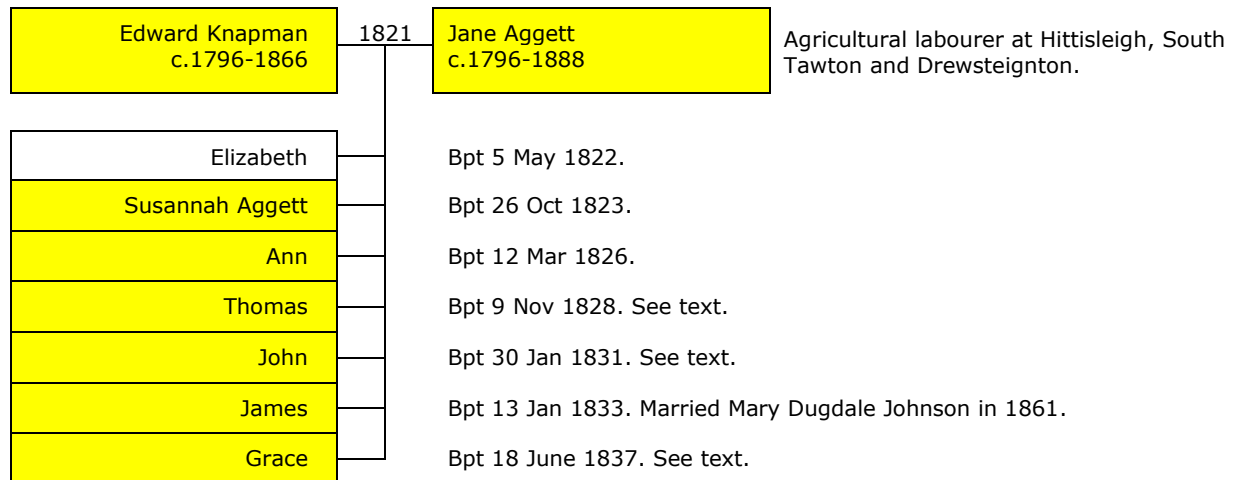 Edward Knapman
c.1796-1866
1821
Jane Aggett
c.1796-1888
Agricultural labourer at Hittisleigh, South
Tawton and Drewsteignton.
Elizabeth
Bpt 5 May 1822.
Susannah Aggett
Bpt 26 Oct 1823.
Ann
Bpt 12 Mar 1826.
Thomas
Bpt 9 Nov 1828. See text.
John
Bpt 30 Jan 1831. See text.
James
Bpt 13 Jan 1833. Married Mary Dugdale Johnson in 1861.
Grace
Bpt 18 June 1837. See text.